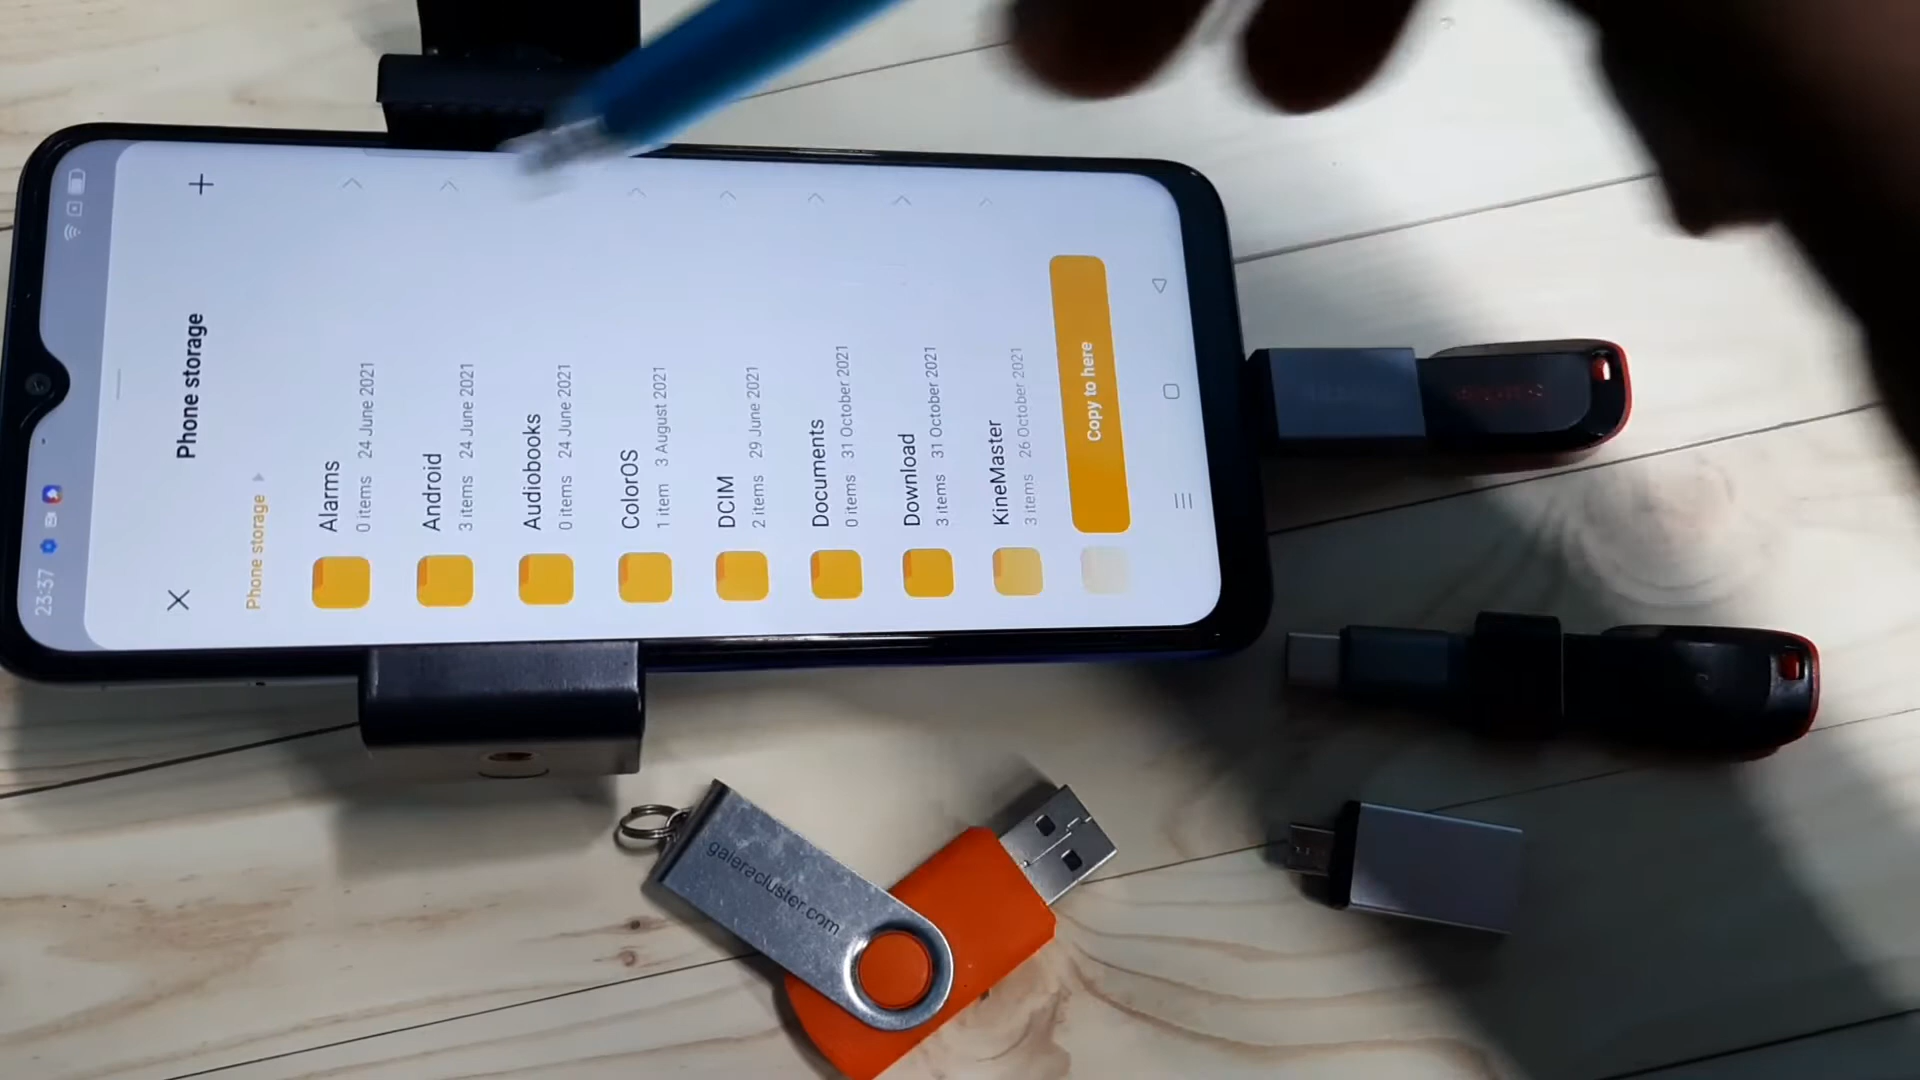 23:37
Phone storage
Phone storage
Alarms
0 items 24 June 2021
Android
3 items 24 June 2021
Audiobooks
0 items 24 June 2021
ColorOS
1 item 3 August 2021
DCIM
2 items 29 June 2021
Documents
0 items 31 October 2021
Download
3 items 31 October 2021
KineMaster
3 items 26 October 2021
Copy to here
galeracluster.com